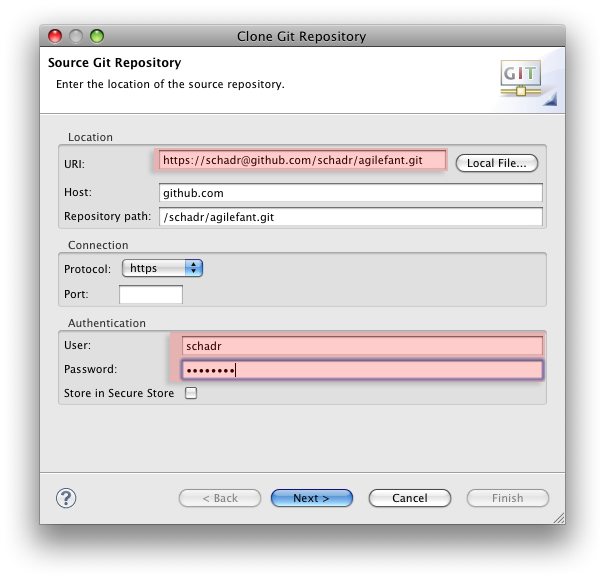 Clone Git Repository
Source Git Repository
Enter the location of the source repository.
GIT
Location
URI: https://schadr@github.com/schadr/agilefant.git Local File...
Host: github.com
Repository path: /schadr/agilefant.git
Connection
Protocol: https
Port:
Authentication
User: schadr
Password: ••••••••
Store in Secure Store
? < Back Next > Cancel Finish